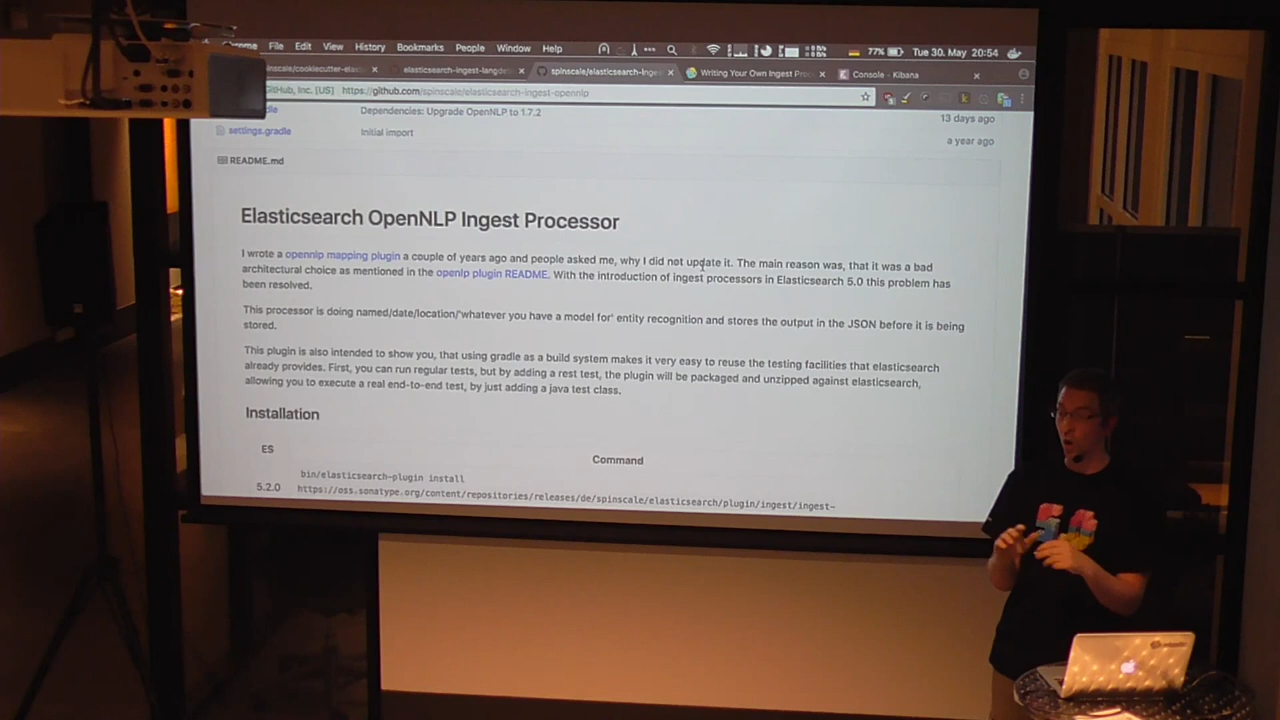 File Edit View History Bookmarks People Window Help 77% Tue 30. May 20:54
elasticsearch-ingest-langde spinscale/elasticsearch-inges Writing Your Own Ingest Proc Console - Kibana
GitHub, Inc. [US] https://github.com/spinscale/elasticsearch-ingest-opennlp
Dependencies: Upgrade OpenNLP to 1.7.2 13 days ago
settings.gradle Initial import a year ago
README.md
Elasticsearch OpenNLP Ingest Processor
I wrote a opennlp mapping plugin a couple of years ago and people asked me, why I did not update it. The main reason was, that it was a bad
architectural choice as mentioned in the openlp plugin README. With the introduction of ingest processors in Elasticsearch 5.0 this problem has
been resolved.
This processor is doing named/date/location/'whatever you have a model for' entity recognition and stores the output in the JSON before it is being
stored.
This plugin is also intended to show you, that using gradle as a build system makes it very easy to reuse the testing facilities that elasticsearch
already provides. First, you can run regular tests, but by adding a rest test, the plugin will be packaged and unzipped against elasticsearch,
allowing you to execute a real end-to-end test, by just adding a java test class.
Installation
ES Command
bin/elasticsearch-plugin install
5.2.0 https://oss.sonatype.org/content/repositories/releases/de/spinscale/elasticsearch/plugin/ingest/ingest-